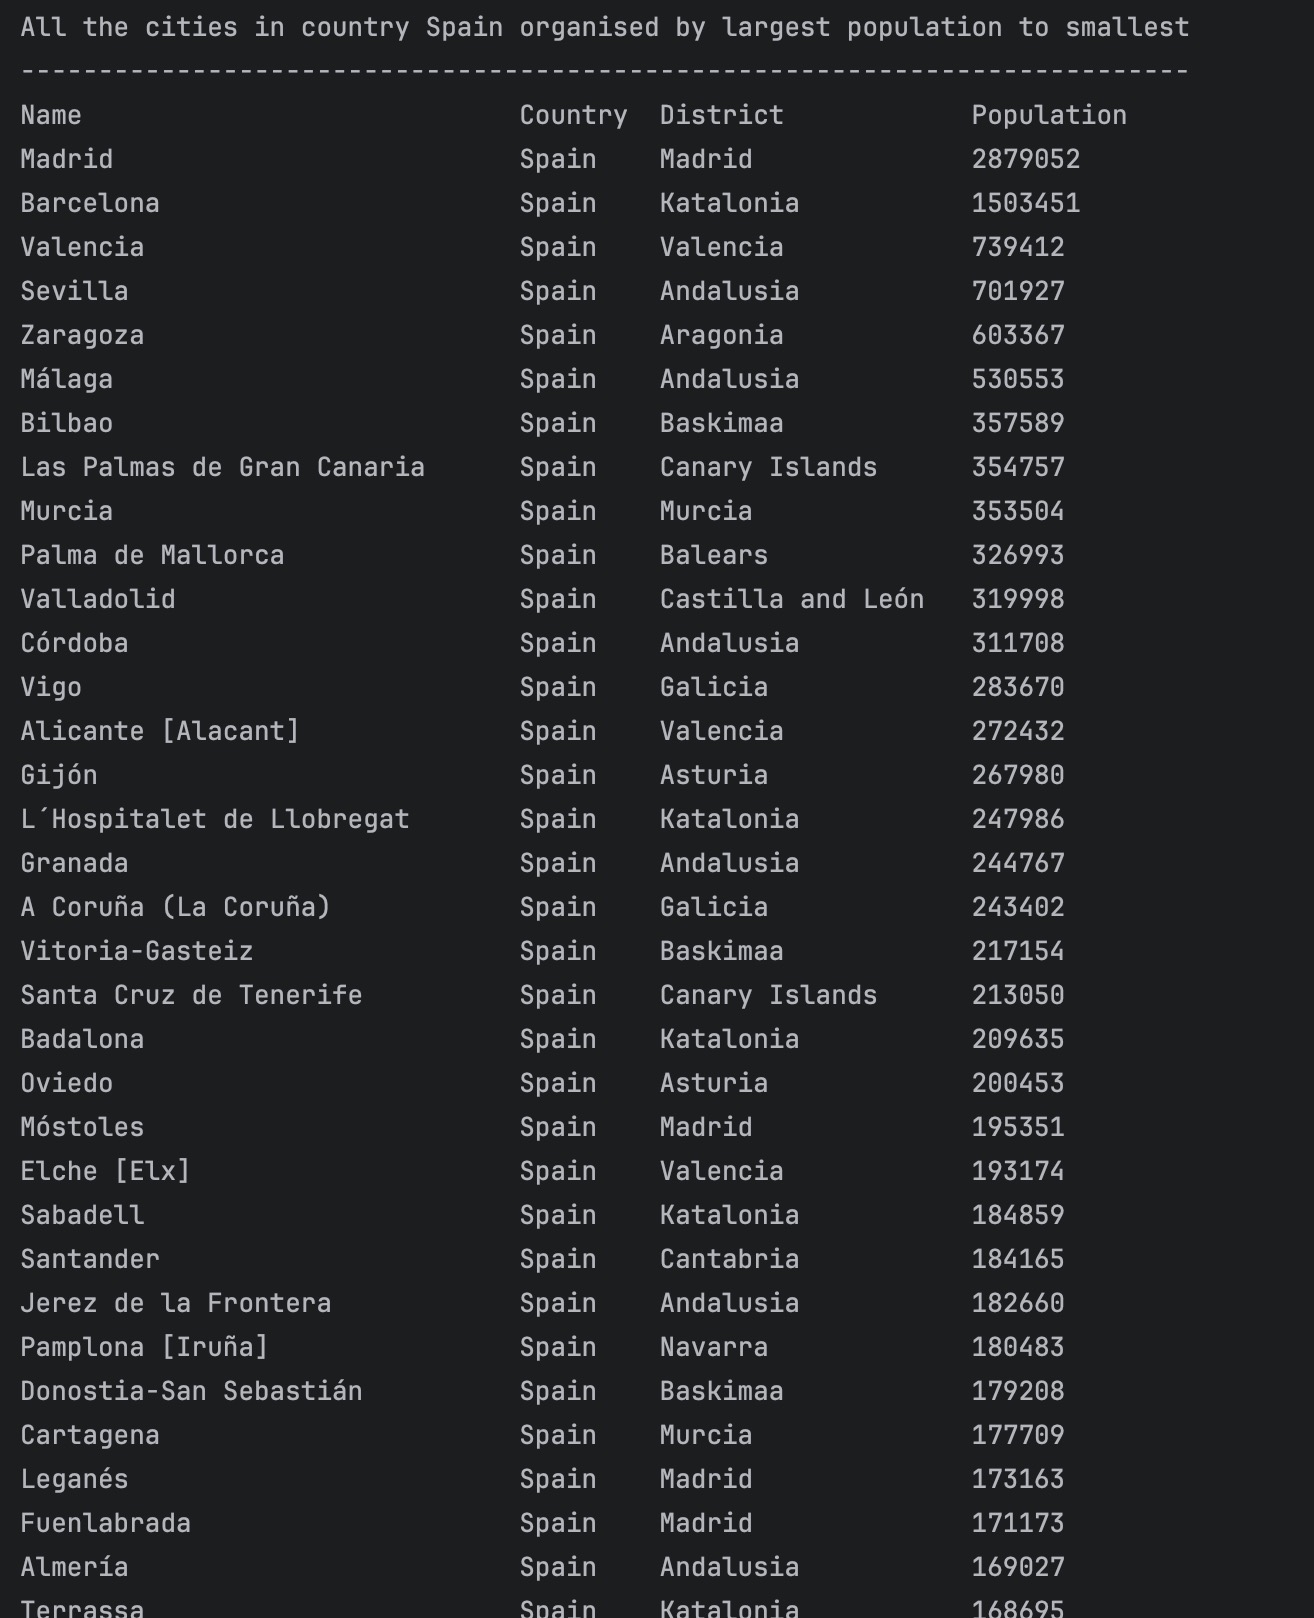 All the cities in country Spain organised by largest population to smallest
---------------------------------------------------------------------------
Name Country District Population
Madrid Spain Madrid 2879052
Barcelona Spain Katalonia 1503451
Valencia Spain Valencia 739412
Sevilla Spain Andalusia 701927
Zaragoza Spain Aragonia 603367
Málaga Spain Andalusia 530553
Bilbao Spain Baskimaa 357589
Las Palmas de Gran Canaria Spain Canary Islands 354757
Murcia Spain Murcia 353504
Palma de Mallorca Spain Balears 326993
Valladolid Spain Castilla and León 319998
Córdoba Spain Andalusia 311708
Vigo Spain Galicia 283670
Alicante [Alacant] Spain Valencia 272432
Gijón Spain Asturia 267980
L´Hospitalet de Llobregat Spain Katalonia 247986
Granada Spain Andalusia 244767
A Coruña (La Coruña) Spain Galicia 243402
Vitoria-Gasteiz Spain Baskimaa 217154
Santa Cruz de Tenerife Spain Canary Islands 213050
Badalona Spain Katalonia 209635
Oviedo Spain Asturia 200453
Móstoles Spain Madrid 195351
Elche [Elx] Spain Valencia 193174
Sabadell Spain Katalonia 184859
Santander Spain Cantabria 184165
Jerez de la Frontera Spain Andalusia 182660
Pamplona [Iruña] Spain Navarra 180483
Donostia-San Sebastián Spain Baskimaa 179208
Cartagena Spain Murcia 177709
Leganés Spain Madrid 173163
Fuenlabrada Spain Madrid 171173
Almería Spain Andalusia 169027
Terrassa Spain Katalonia 168695